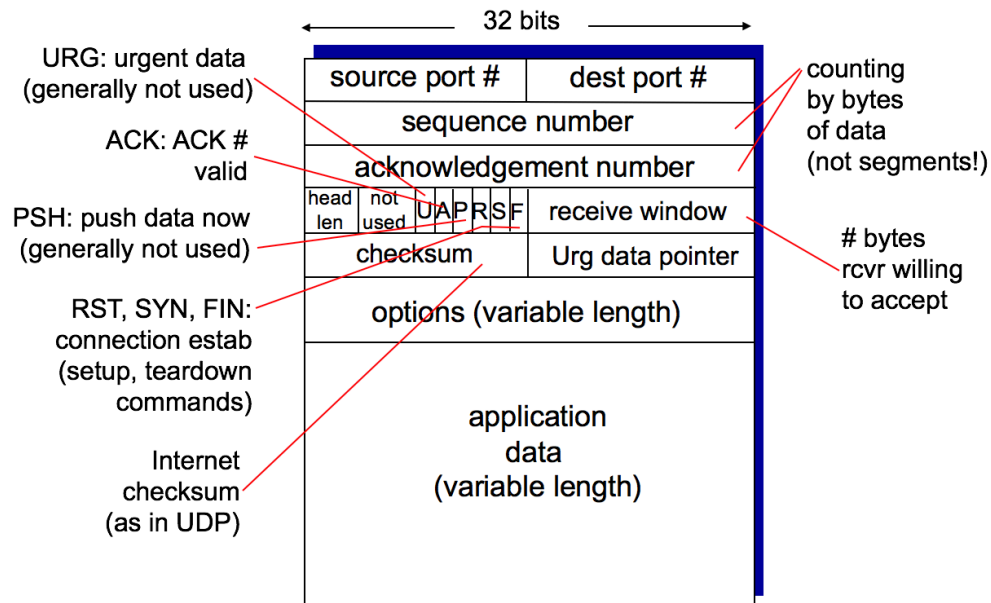 32 bits
URG: urgent data
(generally not used)
ACK: ACK #
valid
PSH: push data now
(generally not used)
RST, SYN, FIN:
connection estab
(setup, teardown
commands)
Internet
checksum
(as in UDP)
source port #
dest port #
sequence number
acknowledgement number
head
len
not
used
U A P R S F
receive window
checksum
Urg data pointer
options (variable length)
application
data
(variable length)
counting
by bytes
of data
(not segments!)
# bytes
rcvr willing
to accept